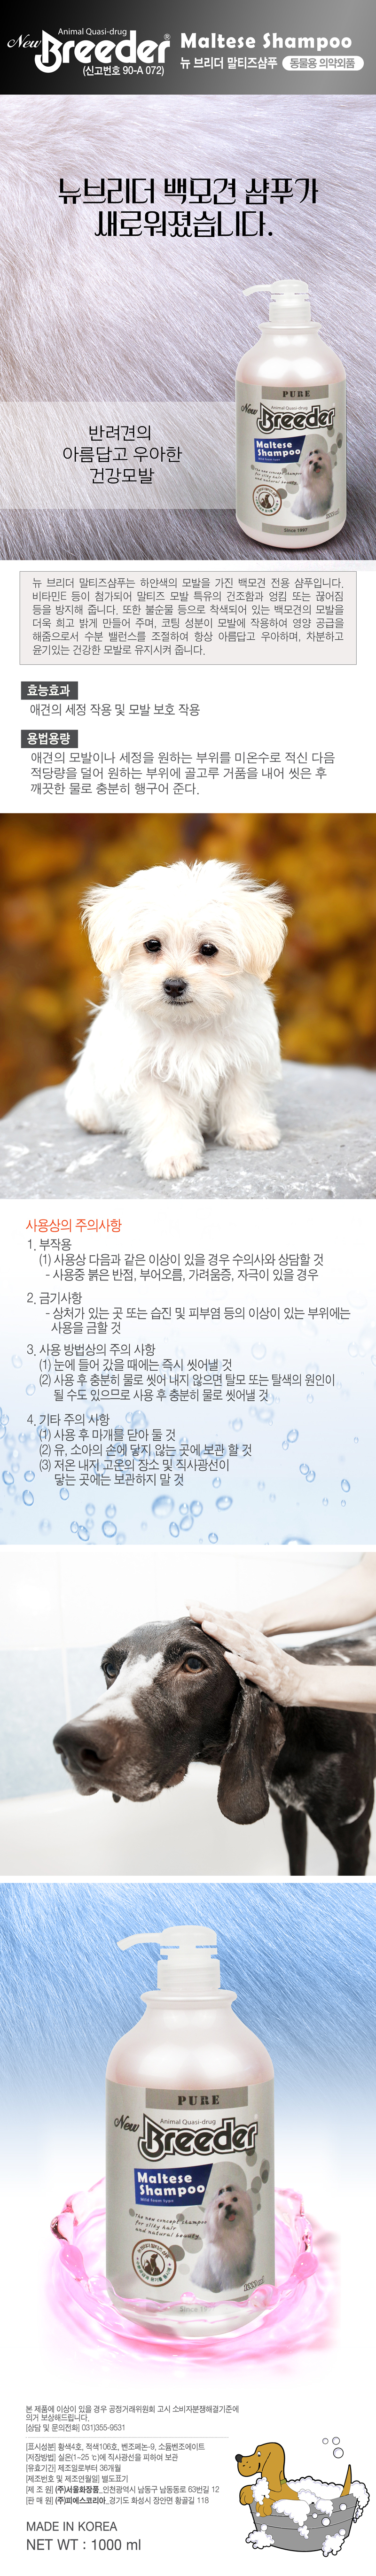 Animal Quasi-drug
New Breeder®
(신고번호 90-A 072)
Maltese Shampoo
뉴 브리더 말티즈샴푸 동물용 의약외품
뉴브리더 백모견 샴푸가
새로워졌습니다.
PURE
New
Animal Quasi-drug
Breeder
Maltese
Shampoo
Since 1987
반려견의
아름답고 우아한
건강모발
뉴 브리더 말티즈샴푸는 하얀색의 모발을 가진 백모견 전용 샴푸입니다.
비타민E 등이 첨가되어 말티즈 모발 특유의 건조함과 엉킴 또는 끊어짐
등을 방지해 줍니다. 또한 불순물 등으로 착색되어 있는 백모견의 모발을
더욱 희고 밝게 만들어 주며, 코팅 성분이 모발에 작용하여 영양 공급을
해줌으로서 수분 밸런스를 조절하여 항상 아름답고 우아하며, 차분하고
윤기있는 건강한 모발로 유지시켜 줍니다.
효능효과
애견의 세정 작용 및 모발 보호 작용
용법용량
애견의 모발이나 세정을 원하는 부위를 미온수로 적신 다음
적당량을 덜어 원하는 부위에 골고루 거품을 내어 씻은 후
깨끗한 물로 충분히 행구어 준다.
사용상의 주의사항
1. 부작용
(1) 사용상 다음과 같은 이상이 있을 경우 수의사와 상담할 것
- 사용중 붉은 반점, 부어오름, 가려움증, 자극이 있을 경우
2. 금기사항
- 상처가 있는 곳 또는 습진 및 피부염 등의 이상이 있는 부위에는
사용을 금할 것
3. 사용 방법상의 주의 사항
(1) 눈에 들어 갔을 때에는 즉시 씻어낼 것
(2) 사용 후 충분히 물로 씻어 내지 않으면 탈모 또는 탈색의 원인이
될 수도 있으므로 사용 후 충분히 물로 씻어낼 것
4. 기타 주의 사항
(1) 사용 후 마개를 닫아 둘 것
(2) 유, 소아의 손에 닿지 않는 곳에 보관 할 것
(3) 저온 내지 고온의 장소 및 직사광선이
닿는 곳에는 보관하지 말 것
PURE
New
Animal Quasi-drug
Breeder
Maltese
Shampoo
The new concept shampoo
for silky hair
and natural beauty
본 제품에 이상이 있을 경우 공정거래위원회 고시 소비자분쟁해결기준에
의거 보상해드립니다.
[상담 및 문의전화] 031)355-9531
[표시성분] 황색4호, 적색106호, 벤조페논-9, 소듐벤조에이트
[저장방법] 실온(1~25 ℃)에 직사광선을 피하여 보관
[유효기간] 제조일로부터 36개월
[제조번호 및 제조연월일] 별도표기
[제 조 원] (주)서울화장품_인천광역시 남동구 남동동로 63번길 12
[판 매 원] (주)피에스코리아_경기도 화성시 장안면 황골길 118
MADE IN KOREA
NET WT : 1000 ml